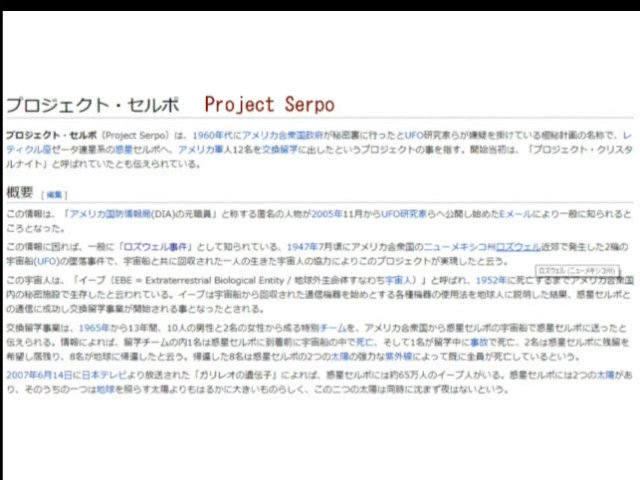 プロジェクト・セルポ Project Serpo
プロジェクト・セルポ（Project Serpo）は、1960年代にアメリカ合衆国政府が秘密裏に行ったとUFO研究家らが嫌疑を掛けている極秘計画の名称で、レ
ティクル座ゼータ連星系の惑星セルポへ、アメリカ軍人12名を交換留学に出したというプロジェクトの事を指す。開始当初は、「プロジェクト・クリスタ
ルナイト」と呼ばれていたとも伝えられている。
概要 [編集]
この情報は、「アメリカ国防情報局(DIA)の元職員」と称する匿名の人物が2005年11月からUFO研究家らへ公開し始めたEメールにより一般に知られると
ころとなった。
この情報に因れば、一般に「ロズウェル事件」として知られている、1947年7月頃にアメリカ合衆国のニューメキシコ州ロズウェル近郊で発生した2機の
宇宙船(UFO)の墜落事件で、宇宙船と共に回収された一人の生きた宇宙人の協力によりこのプロジェクトが実現したと云う。
ロズウェル (ニューメキシコ州)
この宇宙人は、「イーブ（EBE = Extraterrestrial Biological Entity / 地球外生命体すなわち宇宙人）」と呼ばれ、1952年に死亡するまでアメリカ合衆国
内の秘密施設で生存したと云われている。イーブは宇宙船から回収された通信機器を始めとする各種機器の使用法を地球人に説明した結果、惑星セルポと
の通信に成功し交換留学事業が開始される事となったとされる。
交換留学事業は、1965年から13年間、10人の男性と2名の女性から成る特別チームを、アメリカ合衆国から惑星セルポの宇宙船で惑星セルポに送ったと
伝えられる。情報によれば、留学チームの内1名は惑星セルポに到着前に宇宙船の中で死亡、そして1名が留学中に事故で死亡、2名は惑星セルポに残留を
希望し居残り、8名が地球に帰還したと云う。帰還した8名は惑星セルポの2つの太陽の強力な紫外線によって既に全員が死亡しているという。
2007年6月14日に日本テレビより放送された「ガリレオの遺伝子」によれば、惑星セルポには約65万人のイーブ人がいる。惑星セルポには2つの太陽があ
り、そのうちの一つは地球を照らす太陽よりもはるかに大きいものらしく、この二つの太陽は同時に沈まず夜はないという。